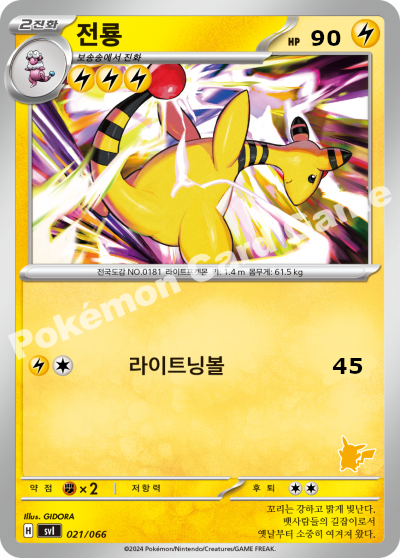 2진화
전룡
HP 90
보송송에서 진화
Pokémon Card Game
전국도감 NO.0181 라이트포켓몬 키: 1.4 m 몸무게: 61.5 kg
라이트닝볼 45
약점 ×2 저항력 후퇴
Illus. GIDORA
H svI 021/066
꼬리는 강하고 밝게 빛난다.
뱃사람들의 길잡이로서
옛날부터 소중히 여겨져 왔다.
©2024 Pokémon/Nintendo/Creatures/GAME FREAK.